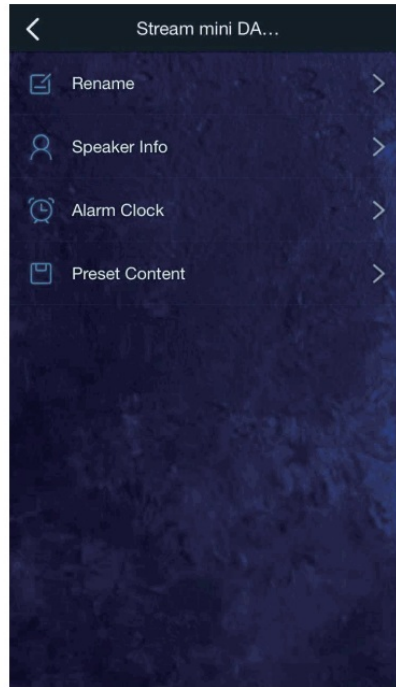 Stream mini DA...
Rename
Speaker Info
Alarm Clock
Preset Content